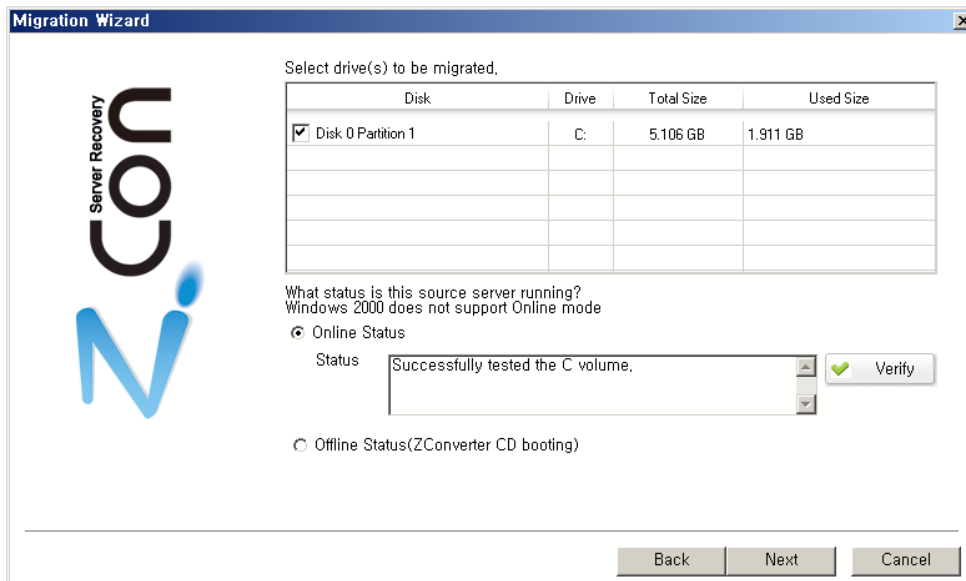 Migration Wizard
Server Recovery
Con
Select drive(s) to be migrated,
Disk Drive Total Size Used Size
Disk 0 Partition 1 C: 5.106 GB 1.911 GB
What status is this source server running?
Windows 2000 does not support Online mode
Online Status
Status Successfully tested the C volume, Verify
Offline Status(ZConverter CD booting)
Back Next Cancel